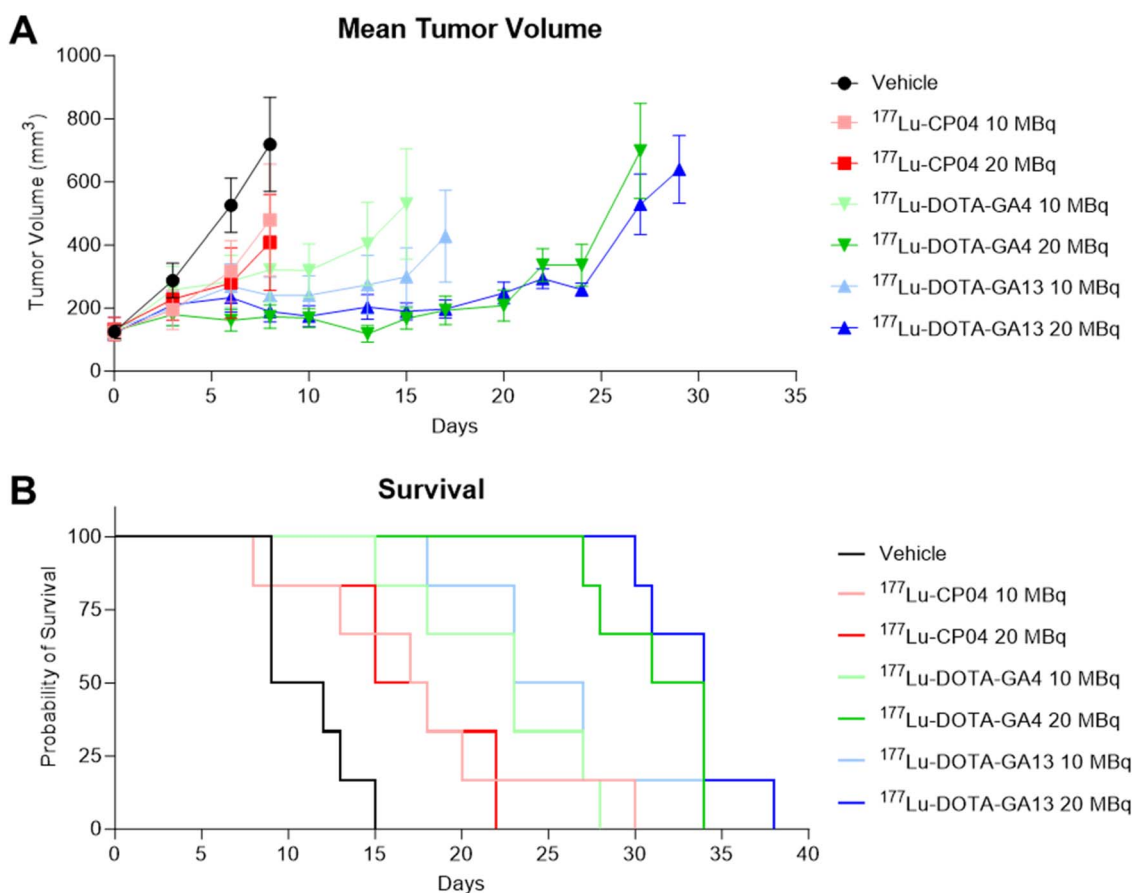 A
Mean Tumor Volume
1000
800
600
400
200
0
Tumor Volume (mm³)
0 5 10 15 20 25 30 35
Days
Vehicle
¹⁷⁷Lu-CP04 10 MBq
¹⁷⁷Lu-CP04 20 MBq
¹⁷⁷Lu-DOTA-GA4 10 MBq
¹⁷⁷Lu-DOTA-GA4 20 MBq
¹⁷⁷Lu-DOTA-GA13 10 MBq
¹⁷⁷Lu-DOTA-GA13 20 MBq
B
Survival
100
75
50
25
0
Probability of Survival
0 5 10 15 20 25 30 35 40
Days
Vehicle
¹⁷⁷Lu-CP04 10 MBq
¹⁷⁷Lu-CP04 20 MBq
¹⁷⁷Lu-DOTA-GA4 10 MBq
¹⁷⁷Lu-DOTA-GA4 20 MBq
¹⁷⁷Lu-DOTA-GA13 10 MBq
¹⁷⁷Lu-DOTA-GA13 20 MBq